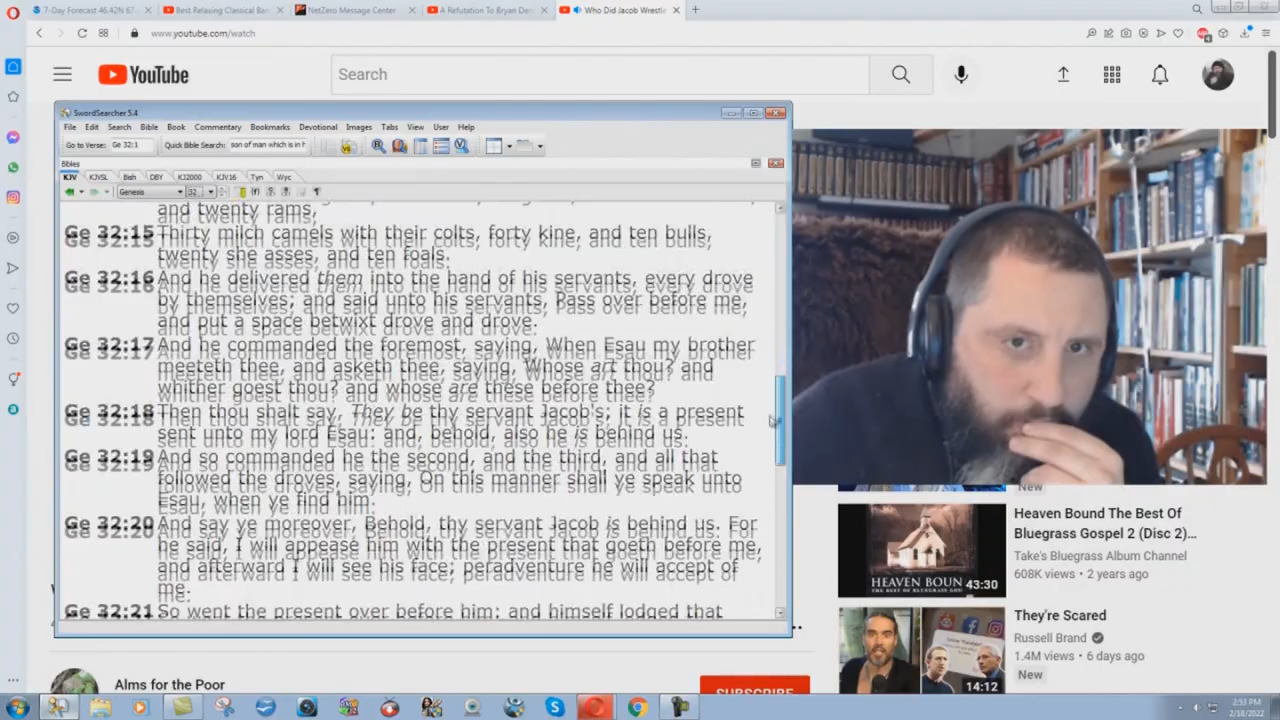 7-Day Forecast 46.42N 67
Best Relaxing Classical Ba
NetZero Message Center
A Refutation To Bryan Den
Who Did Jacob Wrestle
88
www.youtube.com/watch
YouTube
Search
SwordSearcher 5.4
File Edit Search Bible Book Commentary Bookmarks Devotional Images Tabs View User Help
Go to Verse: Ge 32:1 Quick Bible Search: son of man which is in h
Bibles
KJV KJVSL Bish DBY KJ2000 KJV16 Tyn Wyc
Genesis 32
and twenty rams,
Ge 32:15 Thirty milch camels with their colts, forty kine, and ten bulls,
twenty she asses, and ten foals.
Ge 32:16 And he delivered them into the hand of his servants, every drove
by themselves; and said unto his servants, Pass over before me,
and put a space betwixt drove and drove.
Ge 32:17 And he commanded the foremost, saying, When Esau my brother
meeteth thee, and asketh thee, saying, Whose art thou? and
whither goest thou? and whose are these before thee?
Ge 32:18 Then thou shalt say, They be thy servant Jacob's; it is a present
sent unto my lord Esau: and, behold, also he is behind us.
Ge 32:19 And so commanded he the second, and the third, and all that
followed the droves, saying, On this manner shall ye speak unto
Esau, when ye find him.
Ge 32:20 And say ye moreover, Behold, thy servant Jacob is behind us. For
he said, I will appease him with the present that goeth before me,
and afterward I will see his face; peradventure he will accept of
me.
Ge 32:21 So went the present over before him: and himself lodged that
New
Heaven Bound The Best Of
Bluegrass Gospel 2 (Disc 2)...
Take's Bluegrass Album Channel
608K views • 2 years ago
HEAVEN BOUN
43:30
They're Scared
Russell Brand
1.4M views • 6 days ago
New
14:12
Alms for the Poor
SUBSCRIBE
2:53 PM
2/18/2022